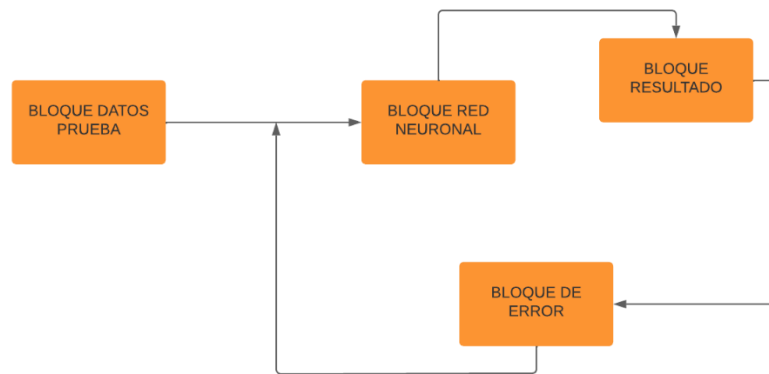 BLOQUE DATOS
PRUEBA
BLOQUE RED
NEURONAL
BLOQUE
RESULTADO
BLOQUE DE
ERROR